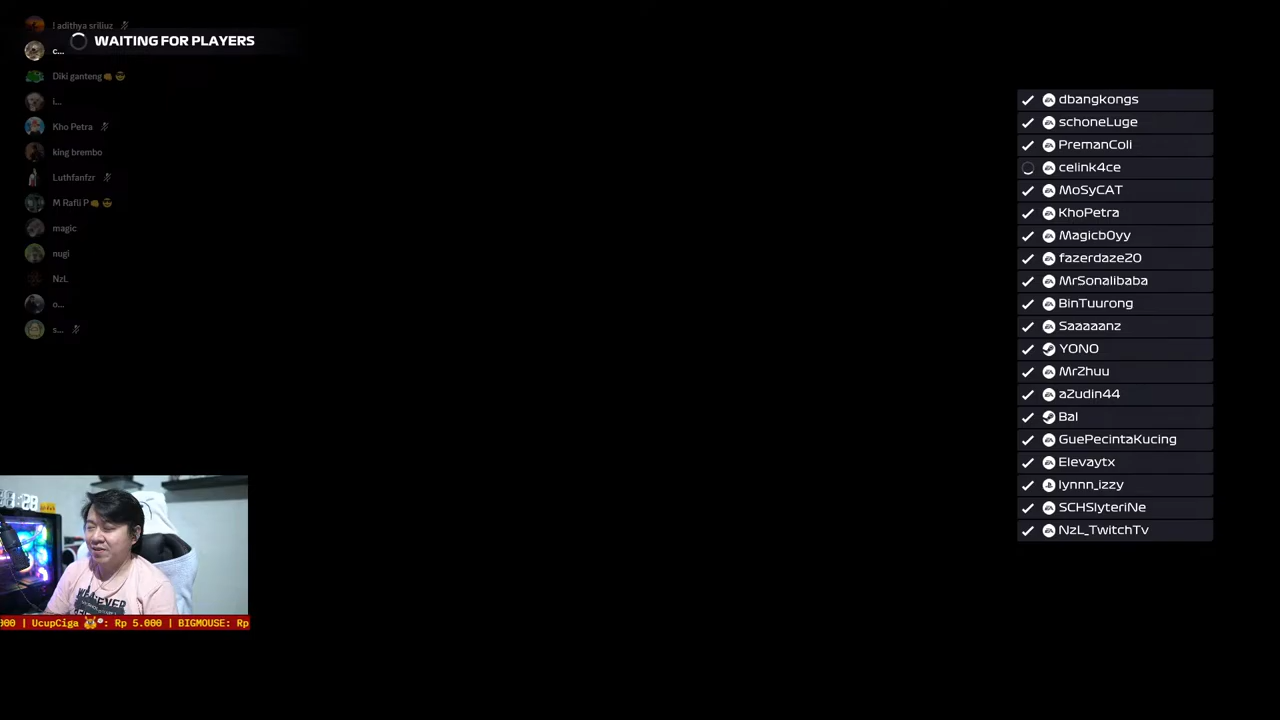 ! adithya sriliuz
WAITING FOR PLAYERS
c...
Diki ganteng👊 😎
i...
Kho Petra
king brembo
Luthfanfzr
M Rafli P👊 😎
magic
nugi
NzL
o...
s...
dbangkongs
schoneLuge
PremanColi
celink4ce
MoSyCAT
KhoPetra
Magicb0yy
fazerdaze20
MrSonalibaba
BinTuurong
Saaaaanz
YONO
MrZhuu
aZudin44
Bal
GuePecintaKucing
Elevaytx
lynnn_izzy
SCHSlyteriNe
NzL_TwitchTv
000 | UcupCiga : Rp 5.000 | BIGMOUSE: Rp